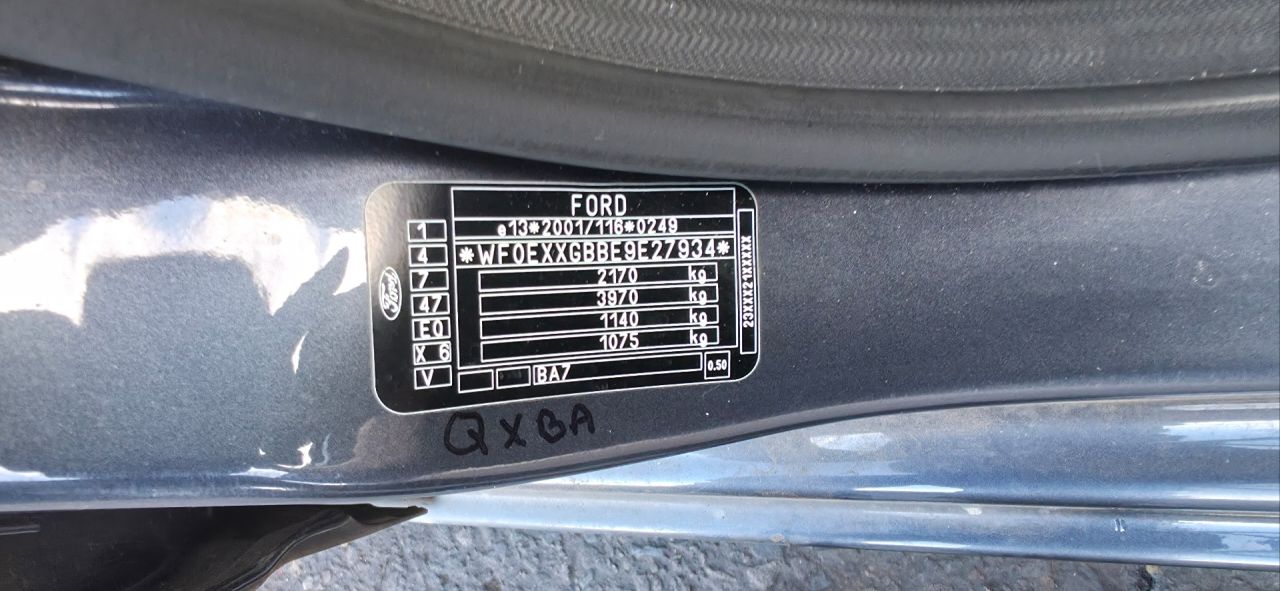 FORD
e13*2001/116*0249
*WF0EXXGBBE9E27934*
2170 kg
3970 kg
1140 kg
1075 kg
BA7
0.50
1
4
7
47
E0
X 6
V
Ford
23XXX21XXXXX
QXBA